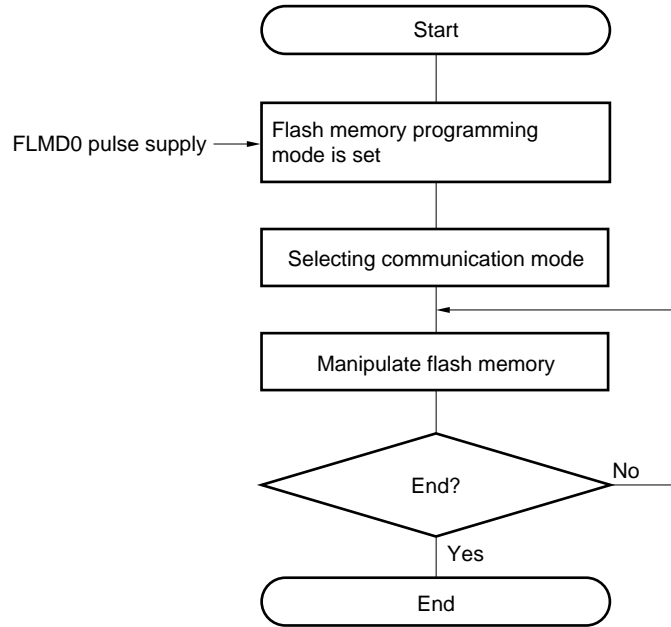 Start
FLMD0 pulse supply
Flash memory programming
mode is set
Selecting communication mode
Manipulate flash memory
End?
No
Yes
End